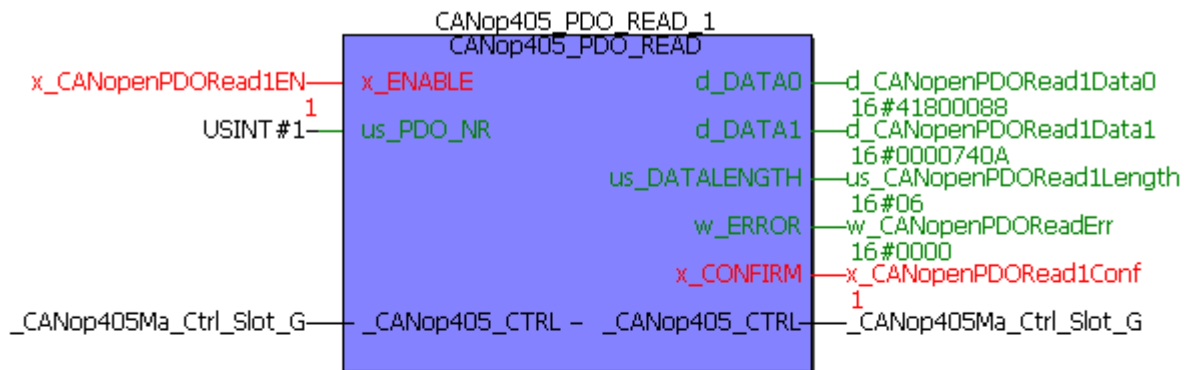 CANop405_PDO_READ_1
CANop405_PDO_READ
x_CANopenPDORead1EN x_ENABLE d_DATA0 d_CANopenPDORead1Data0
1 16#41800088
USINT#1 us_PDO_NR d_DATA1 d_CANopenPDORead1Data1
16#0000740A
us_DATALENGTH us_CANopenPDORead1Length
16#06
w_ERROR w_CANopenPDOReadErr
16#0000
x_CONFIRM x_CANopenPDORead1Conf
1
_CANop405Ma_Ctrl_Slot_G _CANop405_CTRL – _CANop405_CTRL _CANop405Ma_Ctrl_Slot_G